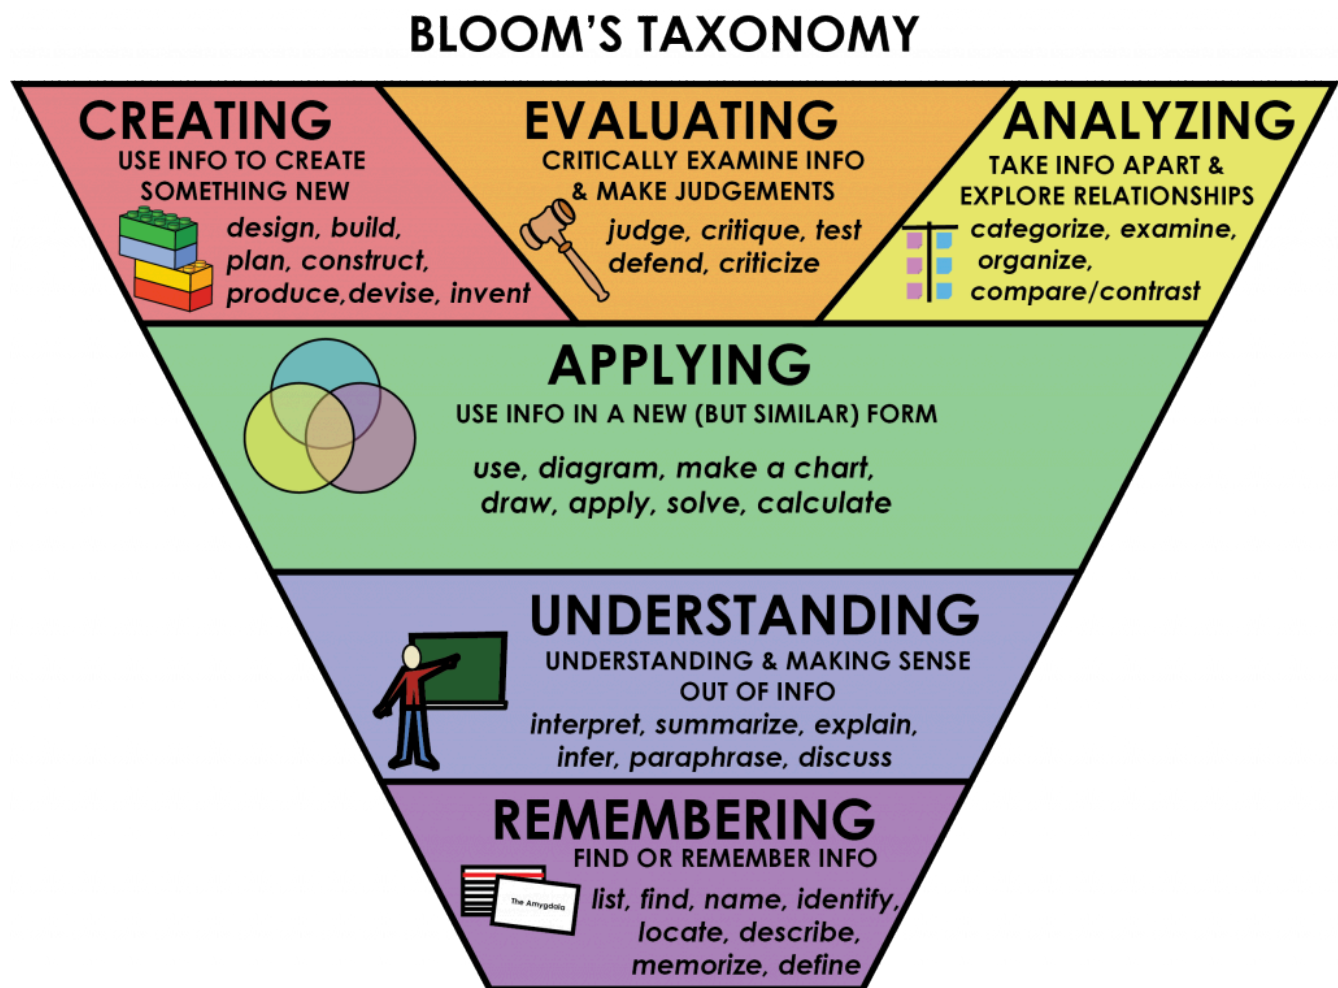 BLOOM'S TAXONOMY
CREATING
USE INFO TO CREATE
SOMETHING NEW
design, build,
plan, construct,
produce,devise, invent
EVALUATING
CRITICALLY EXAMINE INFO
& MAKE JUDGEMENTS
judge, critique, test
defend, criticize
ANALYZING
TAKE INFO APART &
EXPLORE RELATIONSHIPS
categorize, examine,
organize,
compare/contrast
APPLYING
USE INFO IN A NEW (BUT SIMILAR) FORM
use, diagram, make a chart,
draw, apply, solve, calculate
UNDERSTANDING
UNDERSTANDING & MAKING SENSE
OUT OF INFO
interpret, summarize, explain,
infer, paraphrase, discuss
REMEMBERING
FIND OR REMEMBER INFO
The Amygdala
list, find, name, identify,
locate, describe,
memorize, define